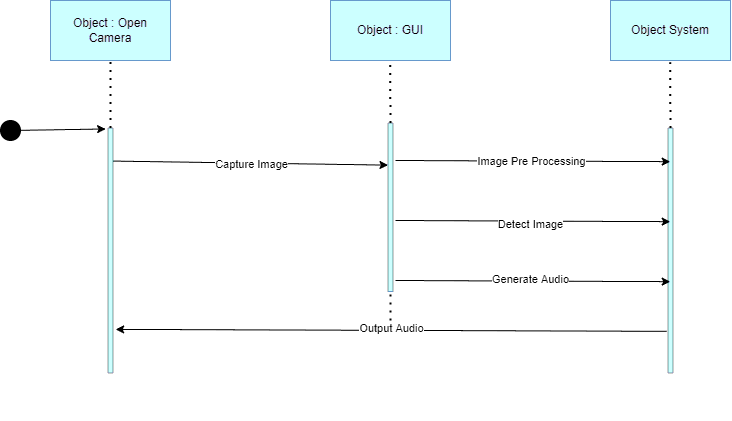 Object : Open
Camera
Object : GUI
Object System
Capture Image
Image Pre Processing
Detect Image
Generate Audio
Output Audio